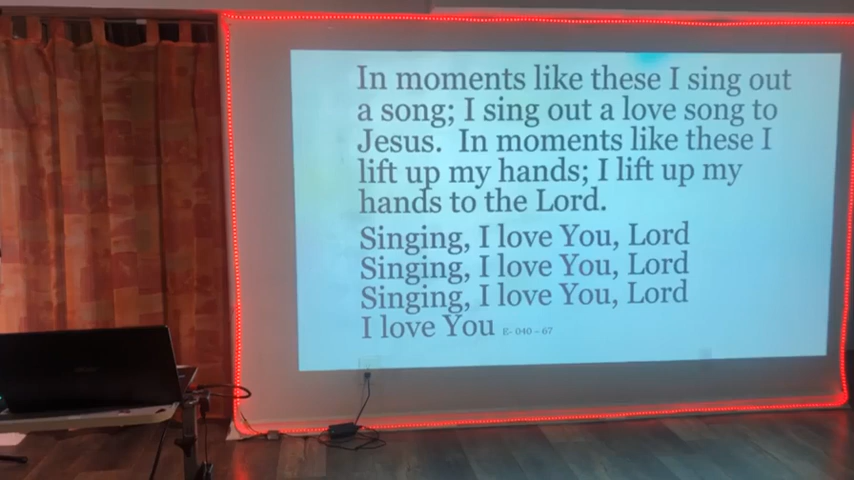 In moments like these I sing out
a song; I sing out a love song to
Jesus.  In moments like these I
lift up my hands; I lift up my
hands to the Lord.
Singing, I love You, Lord
Singing, I love You, Lord
Singing, I love You, Lord
I love You E- 040 – 67